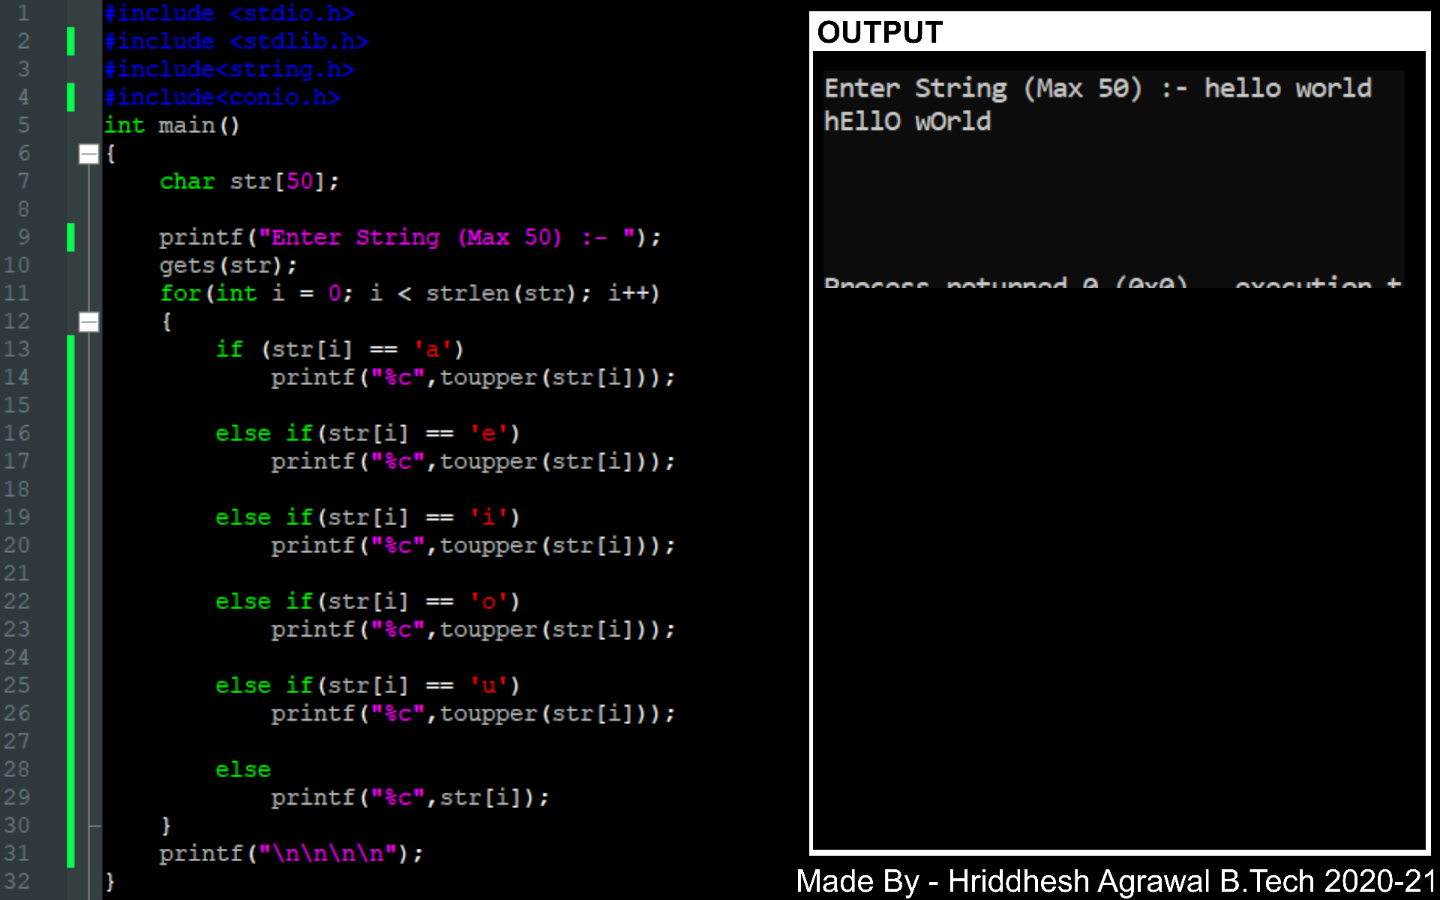 1 #include <stdio.h>
2 #include <stdlib.h>
3 #include<string.h>
4 #include<conio.h>
5 int main()
6 {
7     char str[50];
8
9     printf("Enter String (Max 50) :- ");
10     gets(str);
11     for(int i = 0; i < strlen(str); i++)
12     {
13         if (str[i] == 'a')
14             printf("%c",toupper(str[i]));
15
16         else if(str[i] == 'e')
17             printf("%c",toupper(str[i]));
18
19         else if(str[i] == 'i')
20             printf("%c",toupper(str[i]));
21
22         else if(str[i] == 'o')
23             printf("%c",toupper(str[i]));
24
25         else if(str[i] == 'u')
26             printf("%c",toupper(str[i]));
27
28         else
29             printf("%c",str[i]);
30     }
31     printf("\n\n\n\n");
32 }
OUTPUT
Enter String (Max 50) :- hello world
hEllO wOrld
Process returned 0 (0x0) execution t
Made By - Hriddhesh Agrawal B.Tech 2020-21